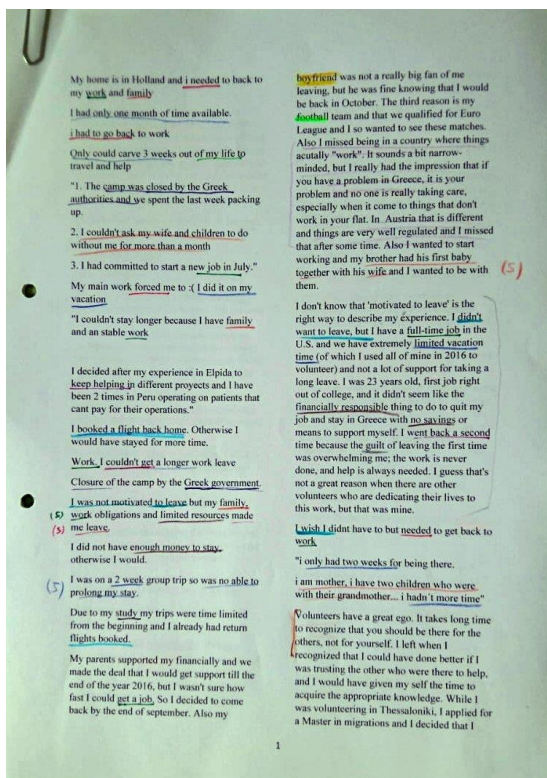 My home is in Holland and i needed to back to
my work and family
I had only one month of time available.
i had to go back to work
Only could carve 3 weeks out of my life to
travel and help
"1. The camp was closed by the Greek
authorities and we spent the last week packing
up.
2. I couldn't ask my wife and children to do
without me for more than a month
3. I had committed to start a new job in July."
My main work forced me to :( I did it on my
vacation
"I couldn't stay longer because I have family
and an stable work
I decided after my experience in Elpida to
keep helping in different proyects and I have
been 2 times in Peru operating on patients that
cant pay for their operations."
I booked a flight back home. Otherwise I
would have stayed for more time.
Work. I couldn't get a longer work leave
Closure of the camp by the Greek government.
I was not motivated to leave but my family,
(5) work obligations and limited resources made
(5) me leave.
I did not have enough money to stay,
otherwise I would.
I was on a 2 week group trip so was no able to
(5) prolong my stay.
Due to my study my trips were time limited
from the beginning and I already had return
flights booked.
My parents supported my financially and we
made the deal that I would get support till the
end of the year 2016, but I wasn't sure how
fast I could get a job. So I decided to come
back by the end of september. Also my
boyfriend was not a really big fan of me
leaving, but he was fine knowing that I would
be back in October. The third reason is my
football team and that we qualified for Euro
League and I so wanted to see these matches.
Also I missed being in a country where things
acutally "work". It sounds a bit narrow-
minded, but I really had the impression that if
you have a problem in Greece, it is your
problem and no one is really taking care,
especially when it come to things that don't
work in your flat. In Austria that is different
and things are very well regulated and I missed
that after some time. Also I wanted to start
working and my brother had his first baby
together with his wife and I wanted to be with (5)
them.
I don't know that 'motivated to leave' is the
right way to describe my experience. I didn't
want to leave, but I have a full-time job in the
U.S. and we have extremely limited vacation
time (of which I used all of mine in 2016 to
volunteer) and not a lot of support for taking a
long leave. I was 23 years old, first job right
out of college, and it didn't seem like the
financially responsible thing to do to quit my
job and stay in Greece with no savings or
means to support myself. I went back a second
time because the guilt of leaving the first time
was overwhelming me; the work is never
done, and help is always needed. I guess that's
not a great reason when there are other
volunteers who are dedicating their lives to
this work, but that was mine.
I wish I didnt have to but needed to get back to
work
"i only had two weeks for being there.
i am mother, i have two children who were
with their grandmother... i hadn't more time"
Volunteers have a great ego. It takes long time
to recognize that you should be there for the
others, not for yourself. I left when I
recognized that I could have done better if I
was trusting the other who were there to help,
and I would have given my self the time to
acquire the appropriate knowledge. While I
was volunteering in Thessaloniki, I applied for
a Master in migrations and I decided that I
1